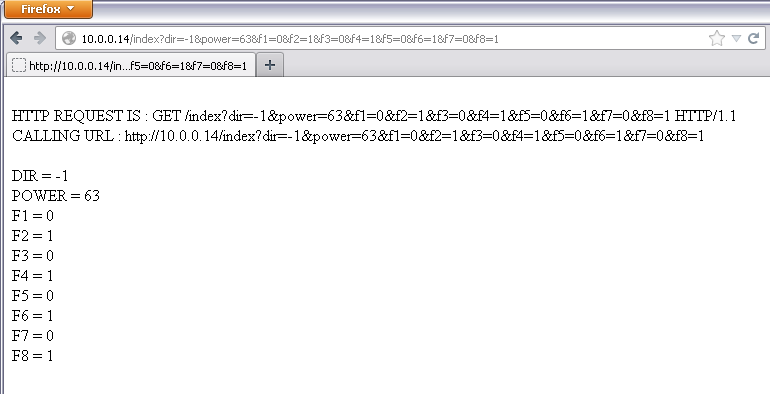 Firefox
10.0.0.14/index?dir=-1&power=63&f1=0&f2=1&f3=0&f4=1&f5=0&f6=1&f7=0&f8=1
http://10.0.0.14/in...f5=0&f6=1&f7=0&f8=1
HTTP REQUEST IS : GET /index?dir=-1&power=63&f1=0&f2=1&f3=0&f4=1&f5=0&f6=1&f7=0&f8=1 HTTP/1.1
CALLING URL : http://10.0.0.14/index?dir=-1&power=63&f1=0&f2=1&f3=0&f4=1&f5=0&f6=1&f7=0&f8=1
DIR = -1
POWER = 63
F1 = 0
F2 = 1
F3 = 0
F4 = 1
F5 = 0
F6 = 1
F7 = 0
F8 = 1